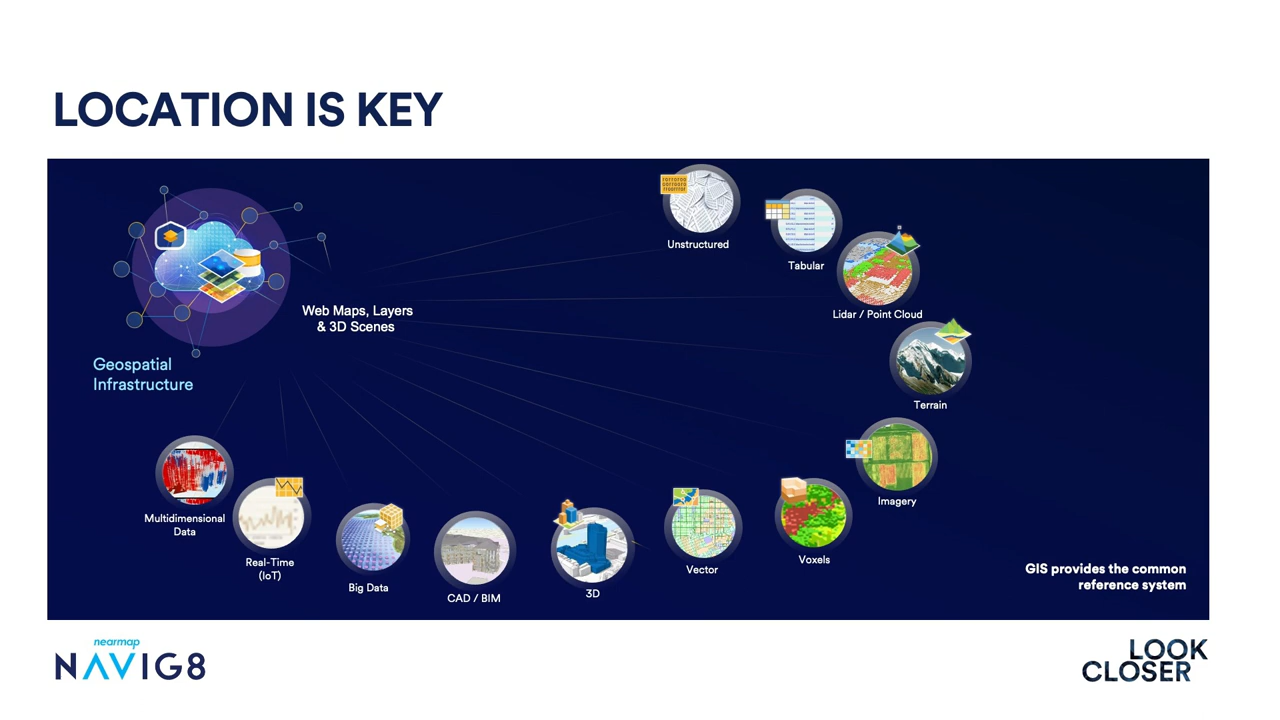 LOCATION IS KEY
Unstructured
Tabular
Lidar / Point Cloud
Web Maps, Layers
& 3D Scenes
Geospatial
Infrastructure
Terrain
Imagery
Multidimensional
Data
Real-Time
(IoT)
Big Data
CAD / BIM
3D
Vector
Voxels
GIS provides the common
reference system
nearmap
NAVIG8
LOOK
CLOSER